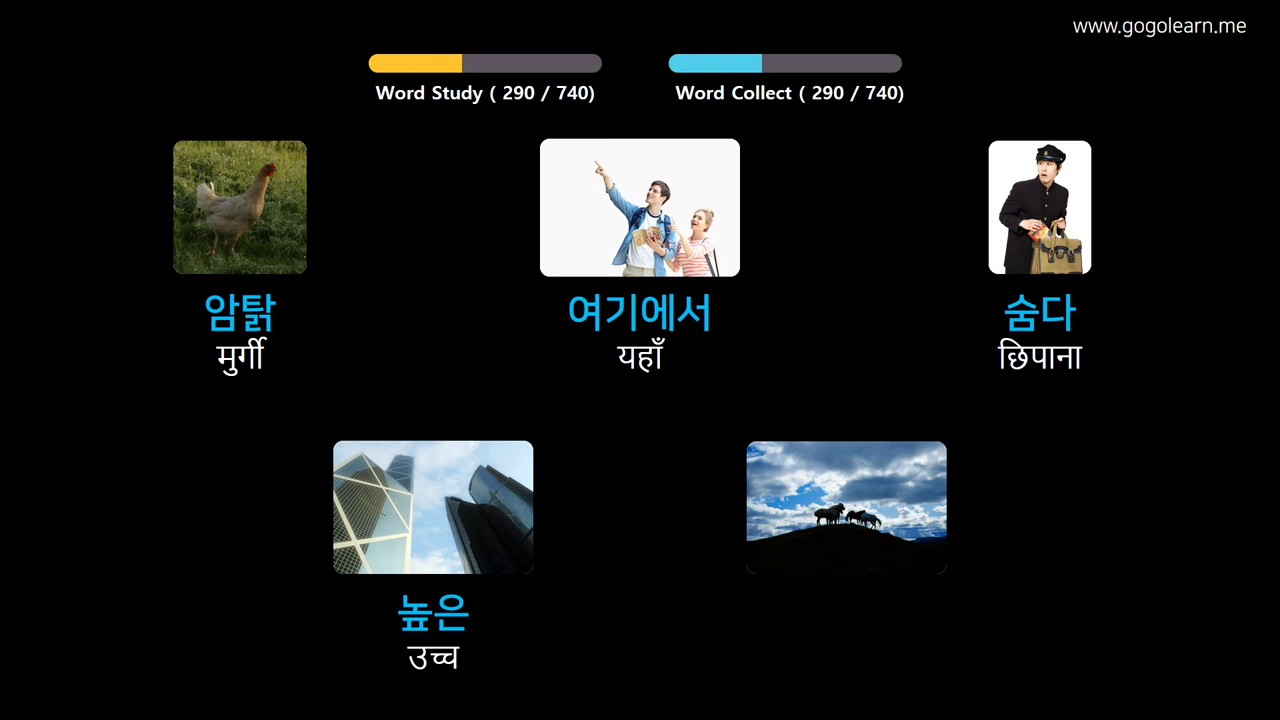 www.gogolearn.me
Word Study ( 290 / 740)
Word Collect ( 290 / 740)
암탉
मुर्गी
여기에서
यहाँ
숨다
छिपाना
높은
उच्च